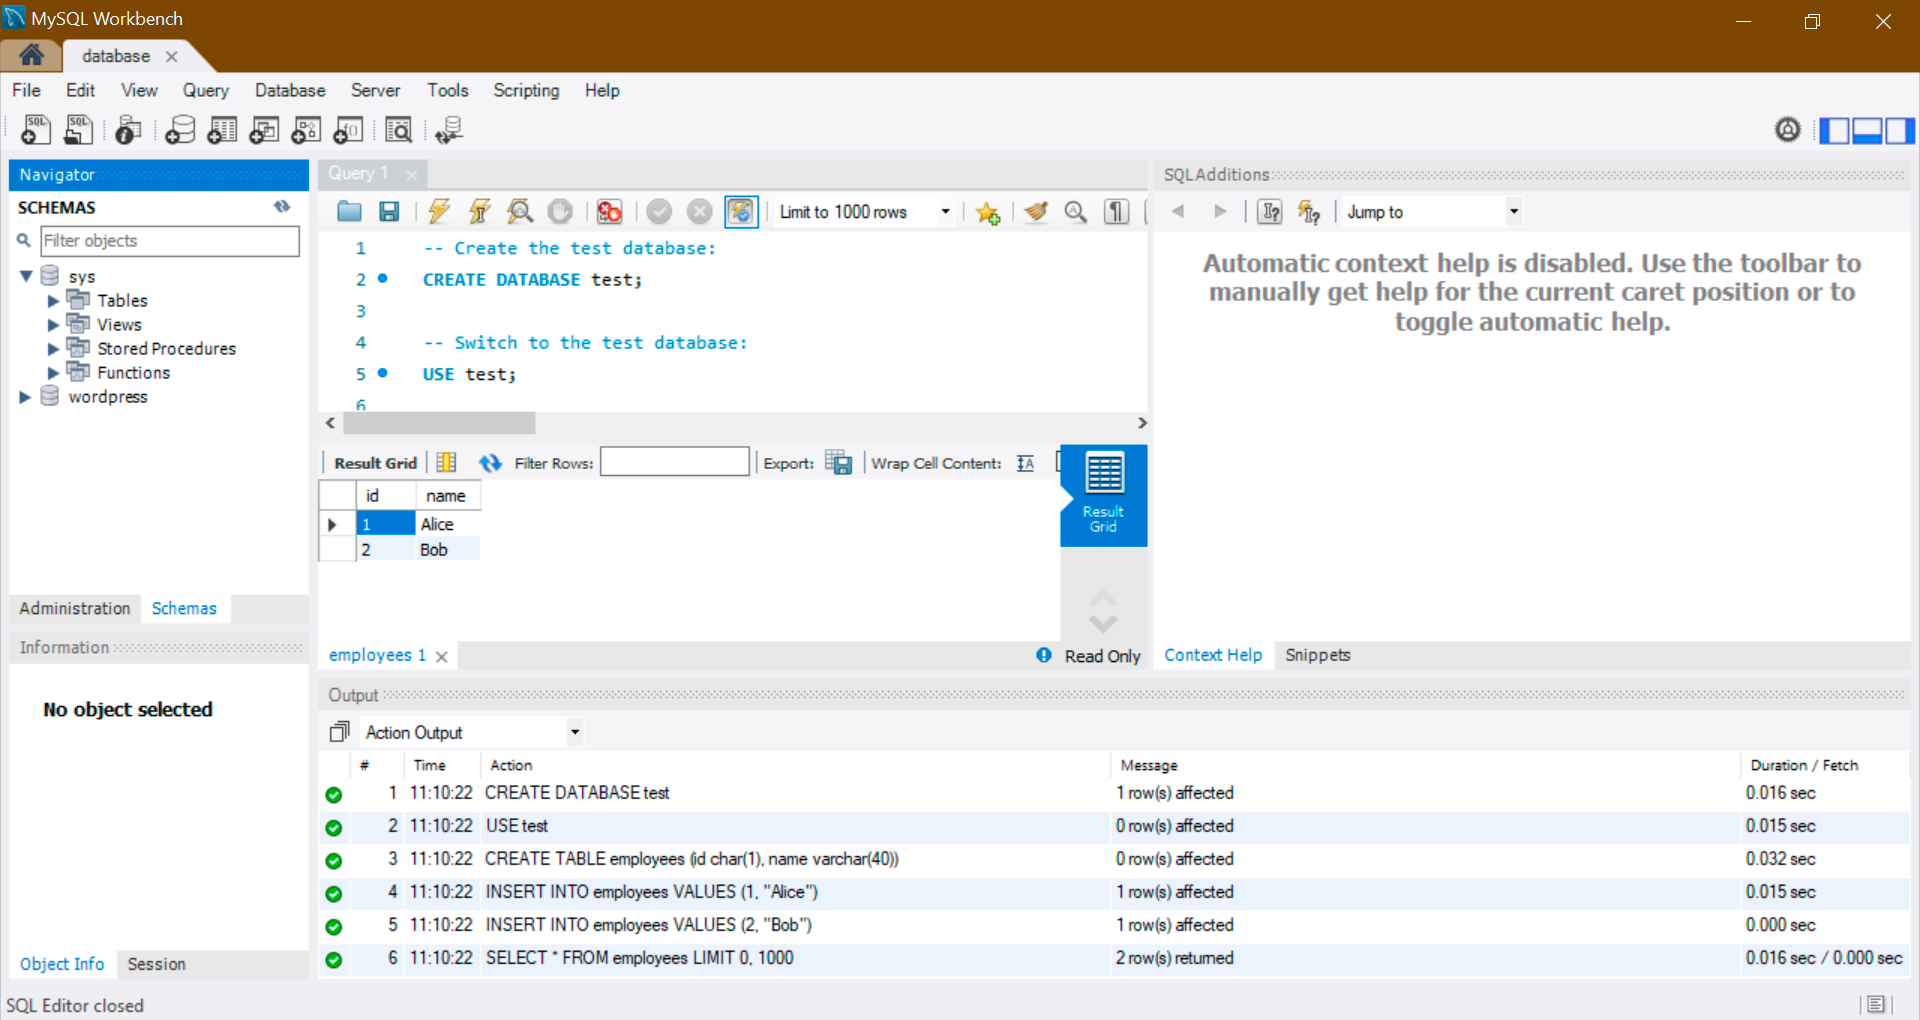 MySQL Workbench
database
File Edit View Query Database Server Tools Scripting Help
SQL SQL
Navigator
SCHEMAS
Filter objects
sys
Tables
Views
Stored Procedures
Functions
wordpress
Administration Schemas
Information
No object selected
Object Info Session
Query 1
Limit to 1000 rows
1 -- Create the test database:
2 CREATE DATABASE test;
3
4 -- Switch to the test database:
5 USE test;
6
Result Grid Filter Rows: Export: Wrap Cell Content:
id name
1 Alice
2 Bob
Result
Grid
employees 1 Read Only
SQLAdditions
Jump to
Automatic context help is disabled. Use the toolbar to
manually get help for the current caret position or to
toggle automatic help.
Context Help Snippets
Output
Action Output
# Time Action Message Duration / Fetch
1 11:10:22 CREATE DATABASE test 1 row(s) affected 0.016 sec
2 11:10:22 USE test 0 row(s) affected 0.015 sec
3 11:10:22 CREATE TABLE employees (id char(1), name varchar(40)) 0 row(s) affected 0.032 sec
4 11:10:22 INSERT INTO employees VALUES (1, "Alice") 1 row(s) affected 0.015 sec
5 11:10:22 INSERT INTO employees VALUES (2, "Bob") 1 row(s) affected 0.000 sec
6 11:10:22 SELECT * FROM employees LIMIT 0, 1000 2 row(s) returned 0.016 sec / 0.000 sec
SQL Editor closed